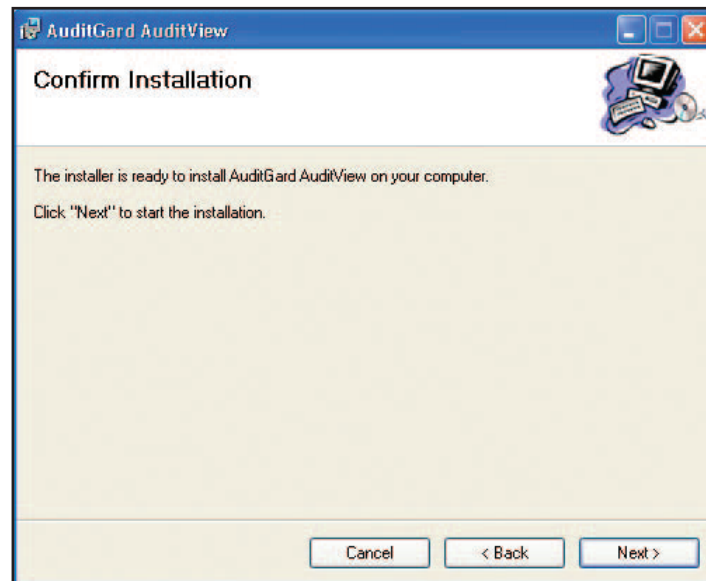 AuditGard AuditView
Confirm Installation
The installer is ready to install AuditGard AuditView on your computer.
Click "Next" to start the installation.
Cancel
< Back
Next >